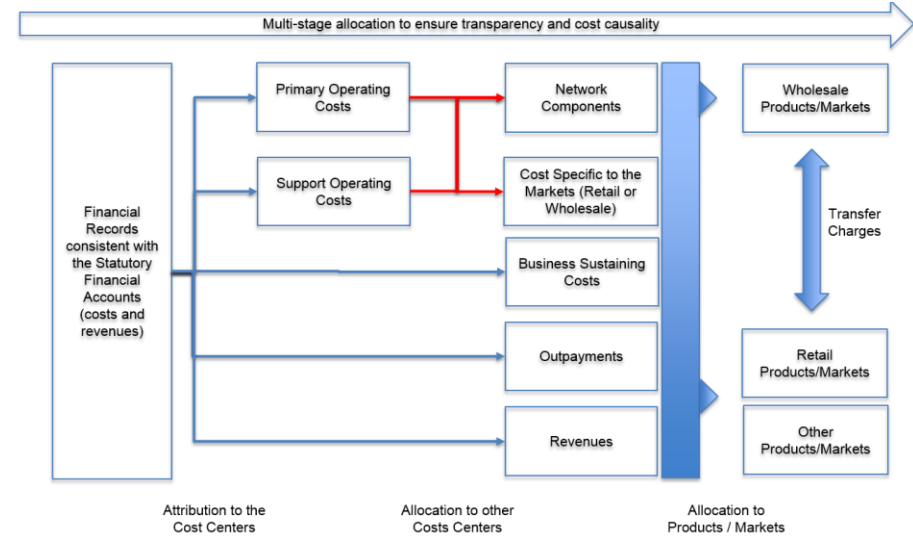 Multi-stage allocation to ensure transparency and cost causality
Financial
Records
consistent with
the Statutory
Financial
Accounts
(costs and
revenues)
Primary Operating
Costs
Support Operating
Costs
Network
Components
Cost Specific to the
Markets (Retail or
Wholesale)
Business Sustaining
Costs
Outpayments
Revenues
Wholesale
Products/Markets
Transfer
Charges
Retail
Products/Markets
Other
Products/Markets
Attribution to the
Cost Centers
Allocation to other
Costs Centers
Allocation to
Products / Markets